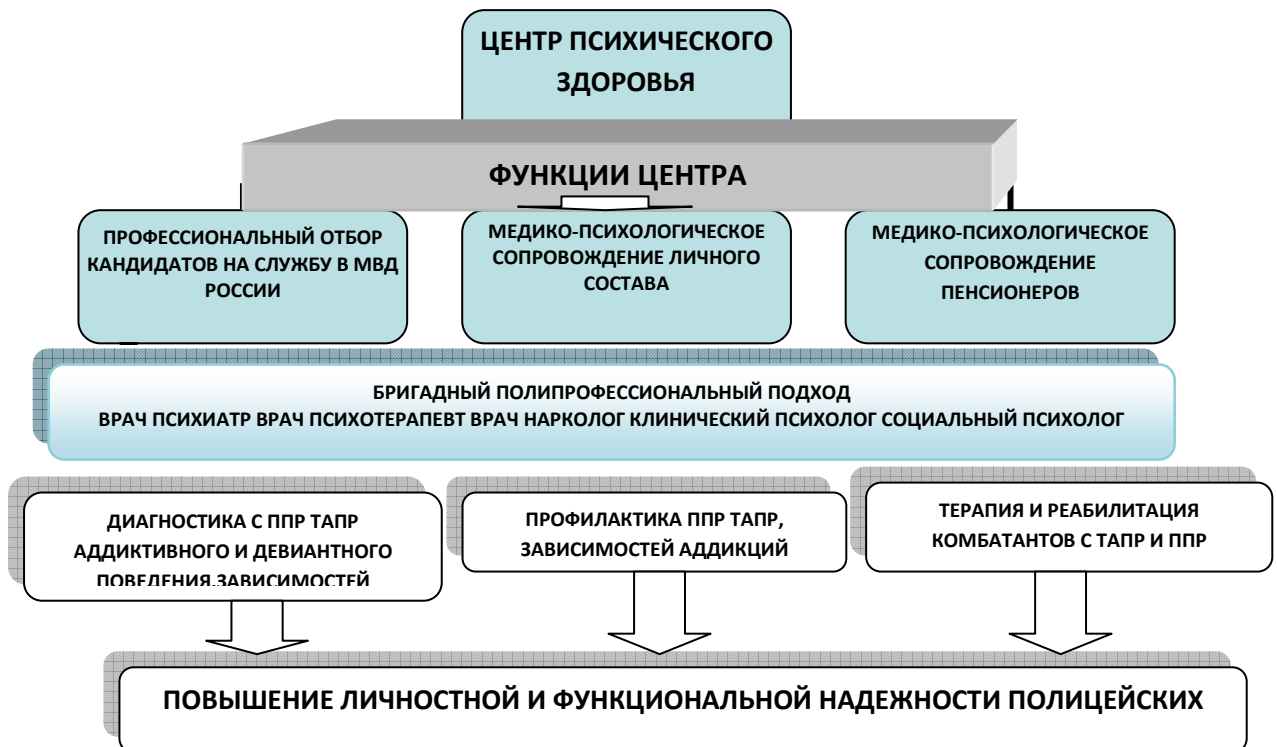 ЦЕНТР ПСИХИЧЕСКОГО
ЗДОРОВЬЯ
ФУНКЦИИ ЦЕНТРА
ПРОФЕССИОНАЛЬНЫЙ ОТБОР
КАНДИДАТОВ НА СЛУЖБУ В МВД
РОССИИ
МЕДИКО-ПСИХОЛОГИЧЕСКОЕ
СОПРОВОЖДЕНИЕ ЛИЧНОГО
СОСТАВА
МЕДИКО-ПСИХОЛОГИЧЕСКОЕ
СОПРОВОЖДЕНИЕ
ПЕНСИОНЕРОВ
БРИГАДНЫЙ ПОЛИПРОФЕССИОНАЛЬНЫЙ ПОДХОД
ВРАЧ ПСИХИАТР ВРАЧ ПСИХОТЕРАПЕВТ ВРАЧ НАРКОЛОГ КЛИНИЧЕСКИЙ ПСИХОЛОГ СОЦИАЛЬНЫЙ ПСИХОЛОГ
ДИАГНОСТИКА С ППР ТАПР
АДДИКТИВНОГО И ДЕВИАНТНОГО
ПОВЕДЕНИЯ.ЗАВИСИМОСТЕЙ
ПРОФИЛАКТИКА ППР ТАПР,
ЗАВИСИМОСТЕЙ АДДИКЦИЙ
ТЕРАПИЯ И РЕАБИЛИТАЦИЯ
КОМБАТАНТОВ С ТАПР И ППР
ПОВЫШЕНИЕ ЛИЧНОСТНОЙ И ФУНКЦИОНАЛЬНОЙ НАДЕЖНОСТИ ПОЛИЦЕЙСКИХ